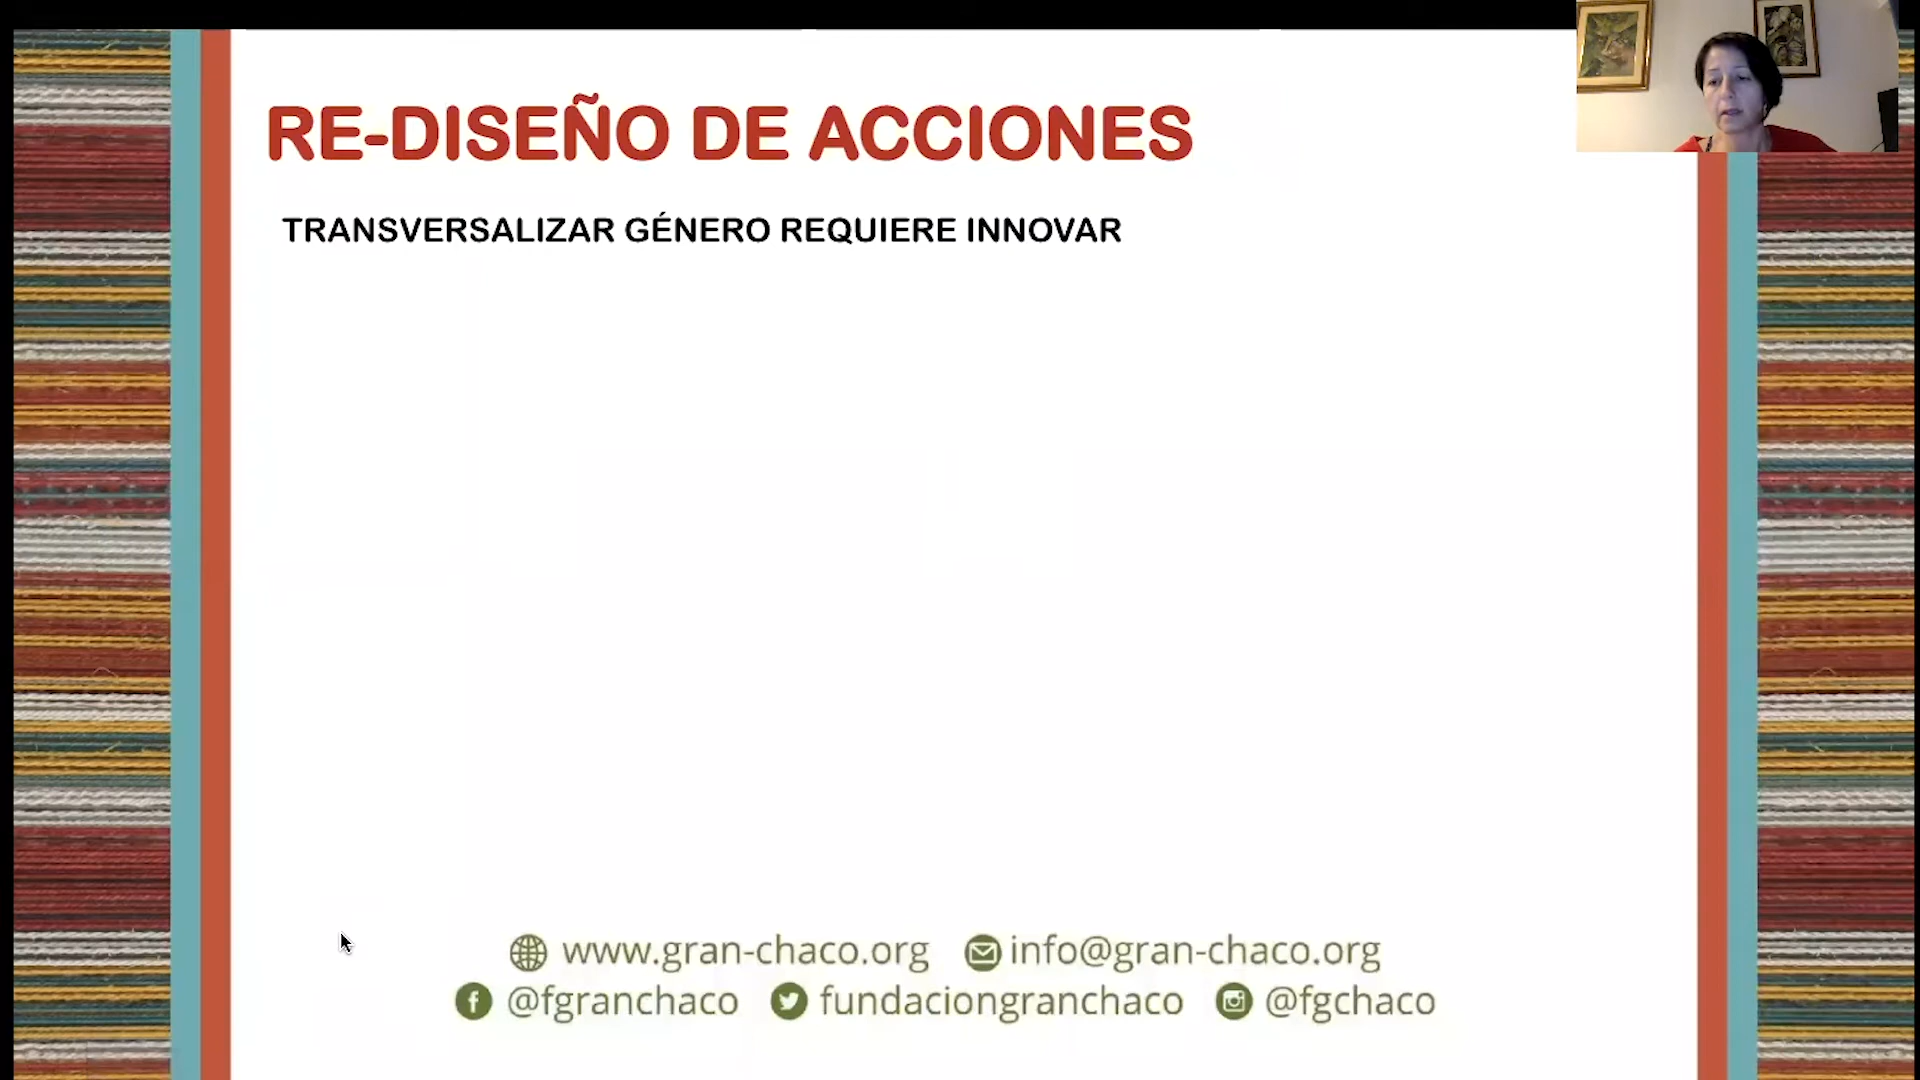 RE-DISEÑO DE ACCIONES
TRANSVERSALIZAR GÉNERO REQUIERE INNOVAR
www.gran-chaco.org info@gran-chaco.org
@fgranchaco fundaciongranchaco @fgchaco